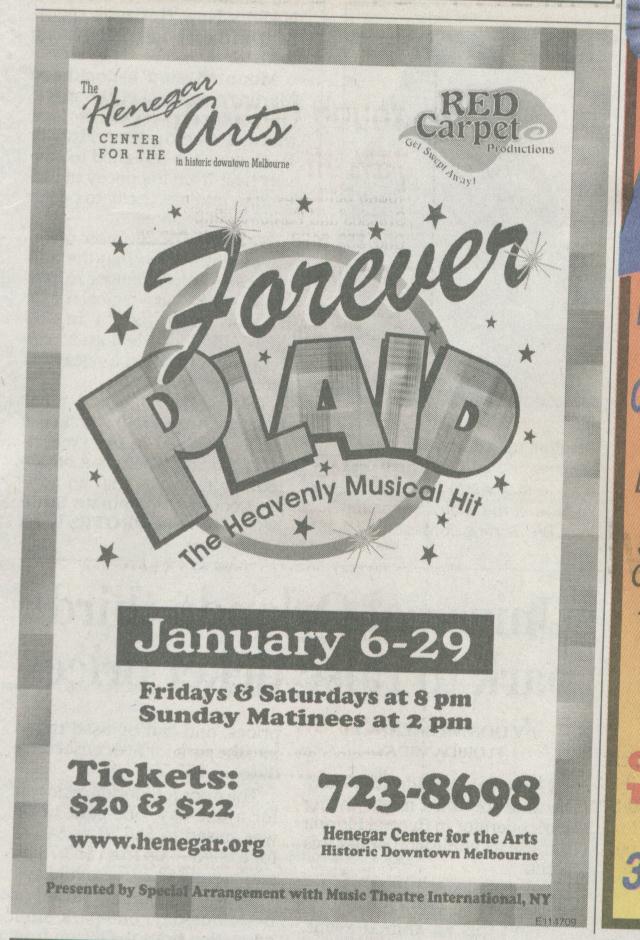 The
Henegar
CENTER
FOR THE
Arts
in historic downtown Melbourne
RED
Carpet
Productions
Get Swept Away!
Forever
PLAID
The Heavenly Musical Hit
January 6-29
Fridays & Saturdays at 8 pm
Sunday Matinees at 2 pm
Tickets:
$20 & $22
www.henegar.org
723-8698
Henegar Center for the Arts
Historic Downtown Melbourne
Presented by Special Arrangement with Music Theatre International, NY
E114709